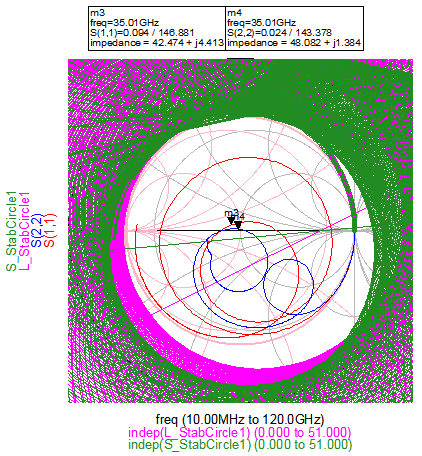 m3
freq=35.01GHz
S(1,1)=0.094 / 146.881
impedance = 42.474 + j4.413
m4
freq=35.01GHz
S(2,2)=0.024 / 143.378
impedance = 48.082 + j1.384
S_StabCircle1
L_StabCircle1
S(2,2)
S(1,1)
m3
freq (10.00MHz to 120.0GHz)
indep(L_StabCircle1) (0.000 to 51.000)
indep(S_StabCircle1) (0.000 to 51.000)